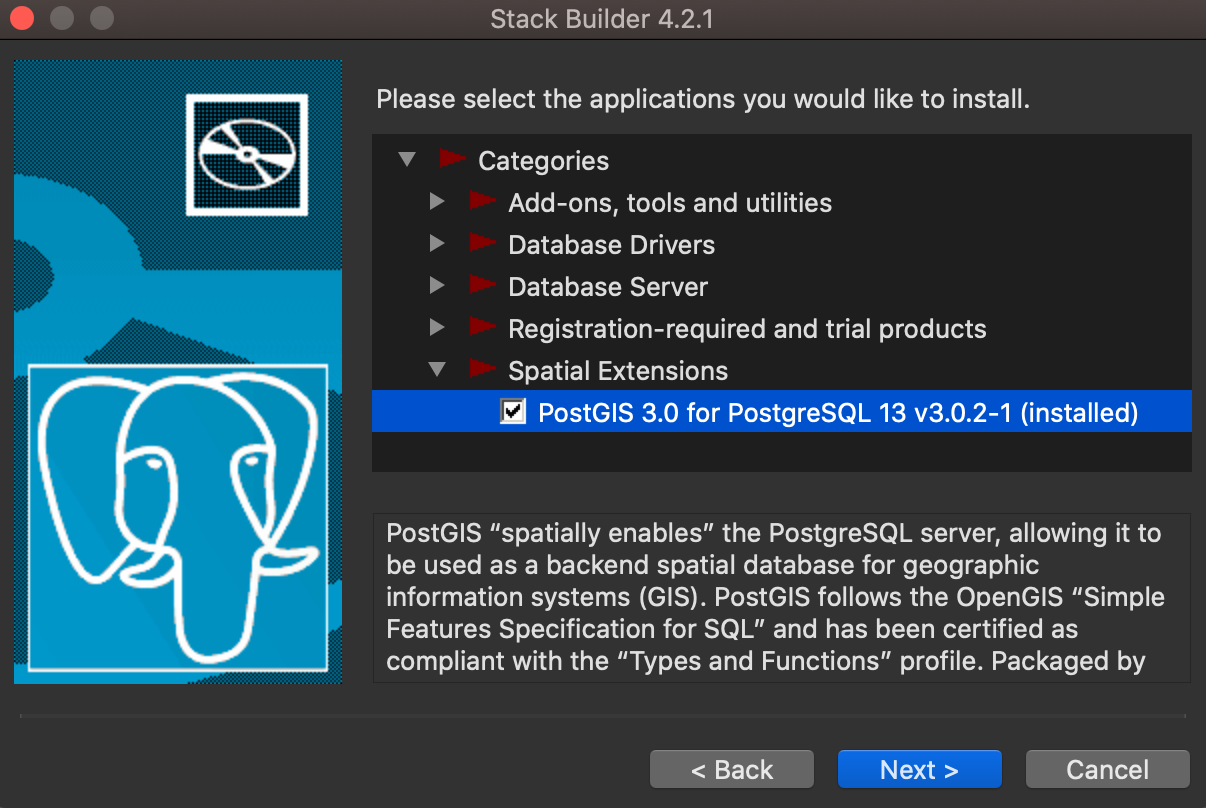 Stack Builder 4.2.1
Please select the applications you would like to install.
Categories
Add-ons, tools and utilities
Database Drivers
Database Server
Registration-required and trial products
Spatial Extensions
PostGIS 3.0 for PostgreSQL 13 v3.0.2-1 (installed)
PostGIS “spatially enables” the PostgreSQL server, allowing it to
be used as a backend spatial database for geographic
information systems (GIS). PostGIS follows the OpenGIS “Simple
Features Specification for SQL” and has been certified as
compliant with the “Types and Functions” profile. Packaged by
< Back
Next >
Cancel